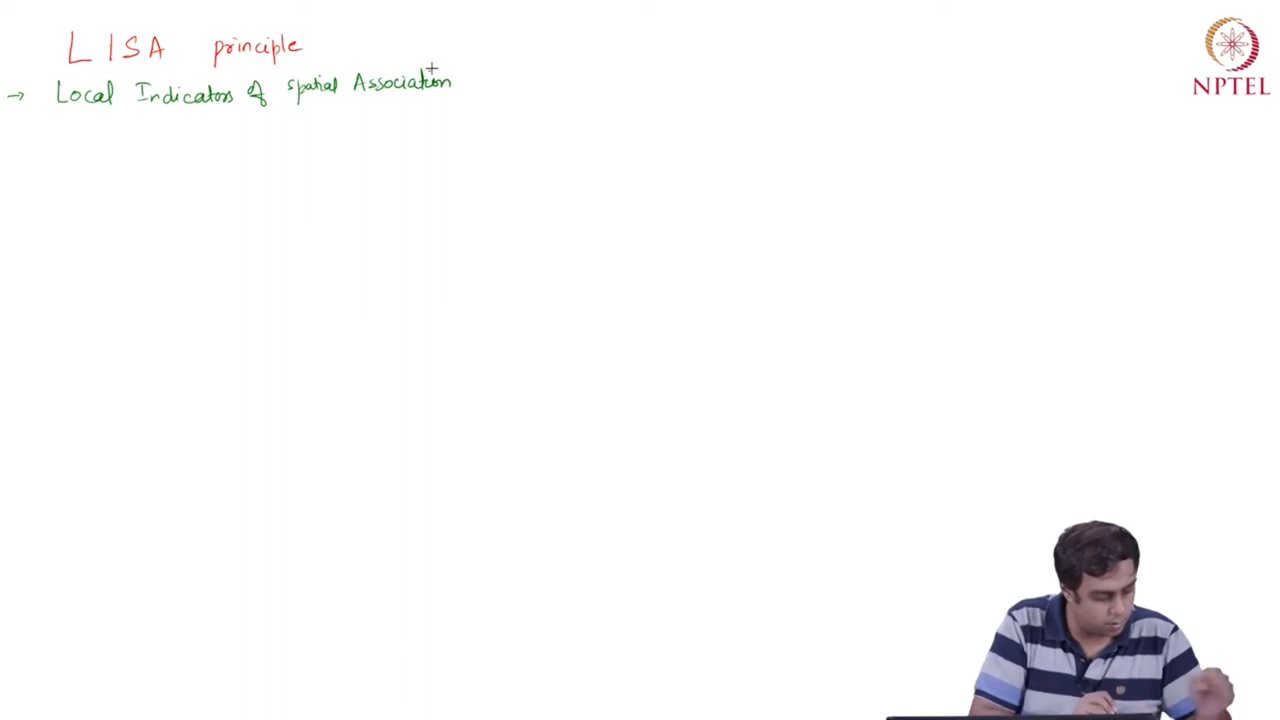 LISA principle
→ Local Indicators of spatial Association
NPTEL